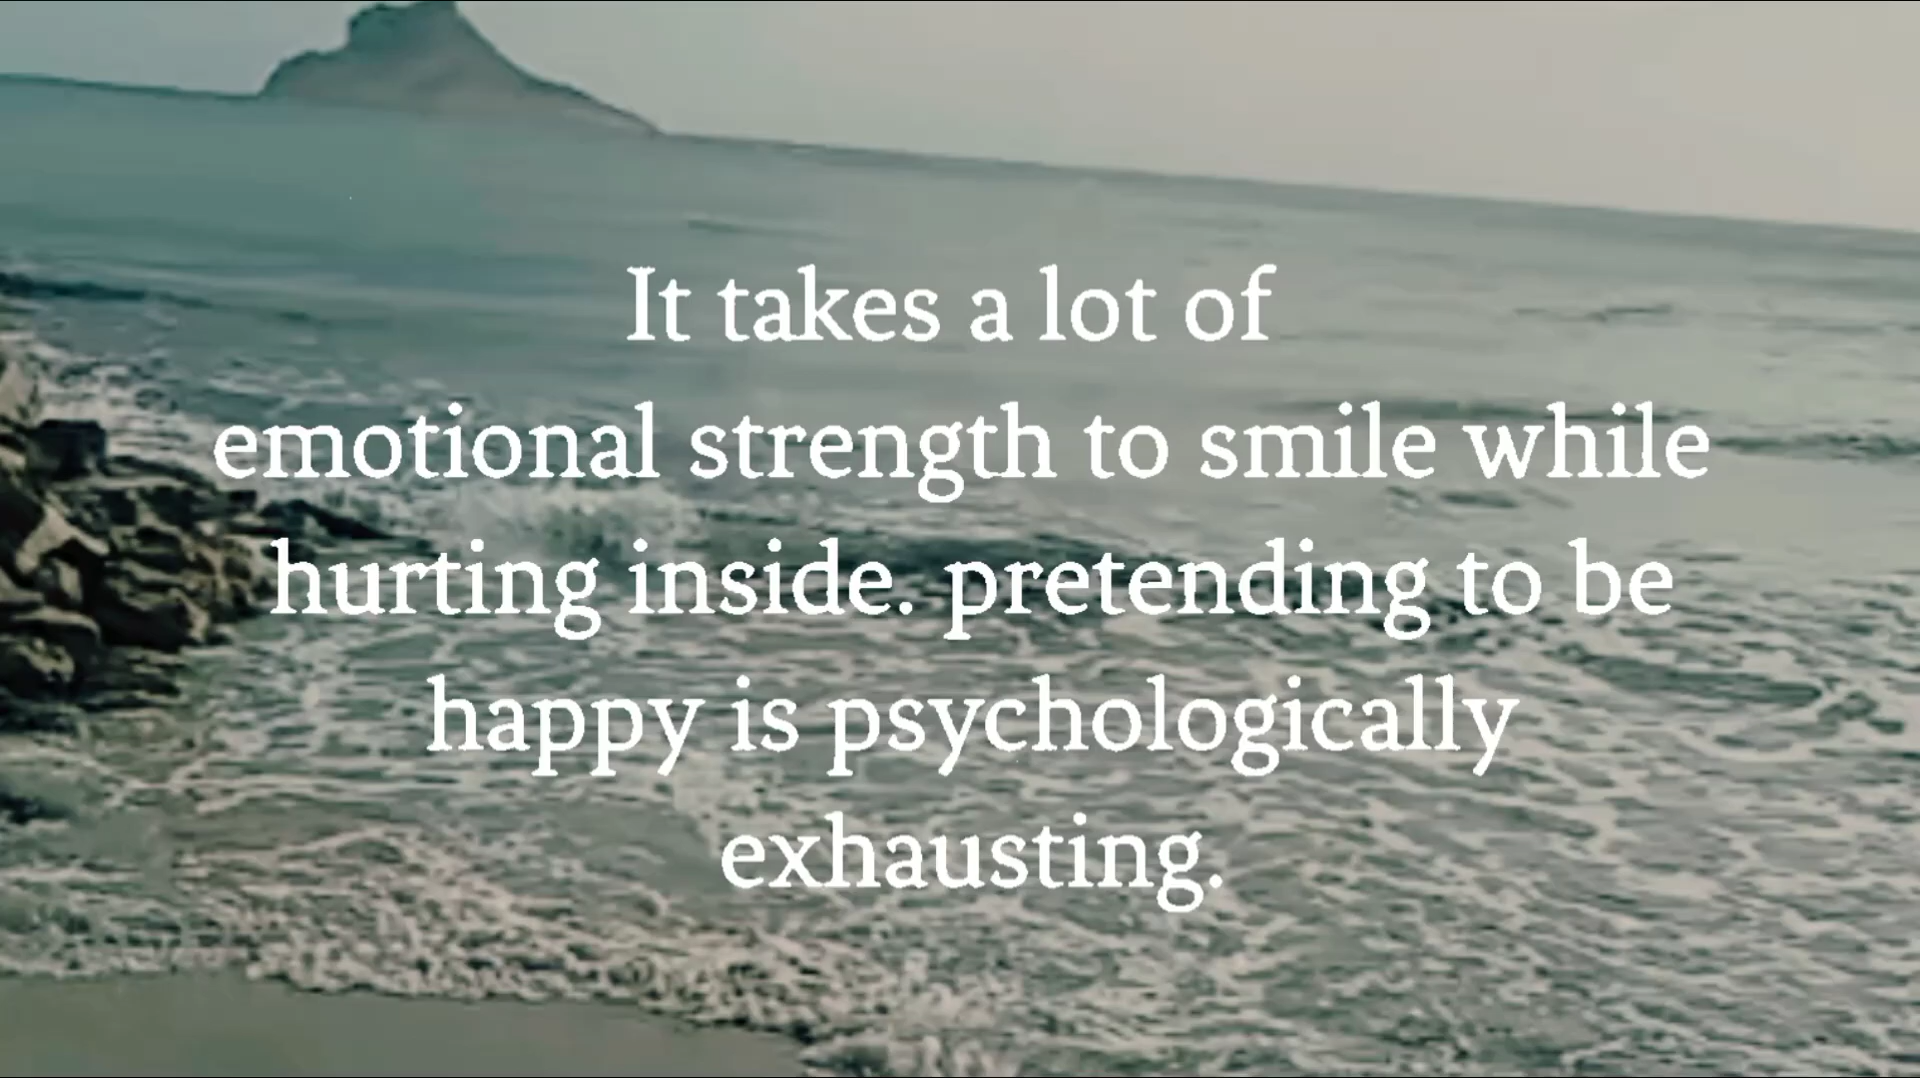 It takes a lot of
emotional strength to smile while
hurting inside. pretending to be
happy is psychologically
exhausting.